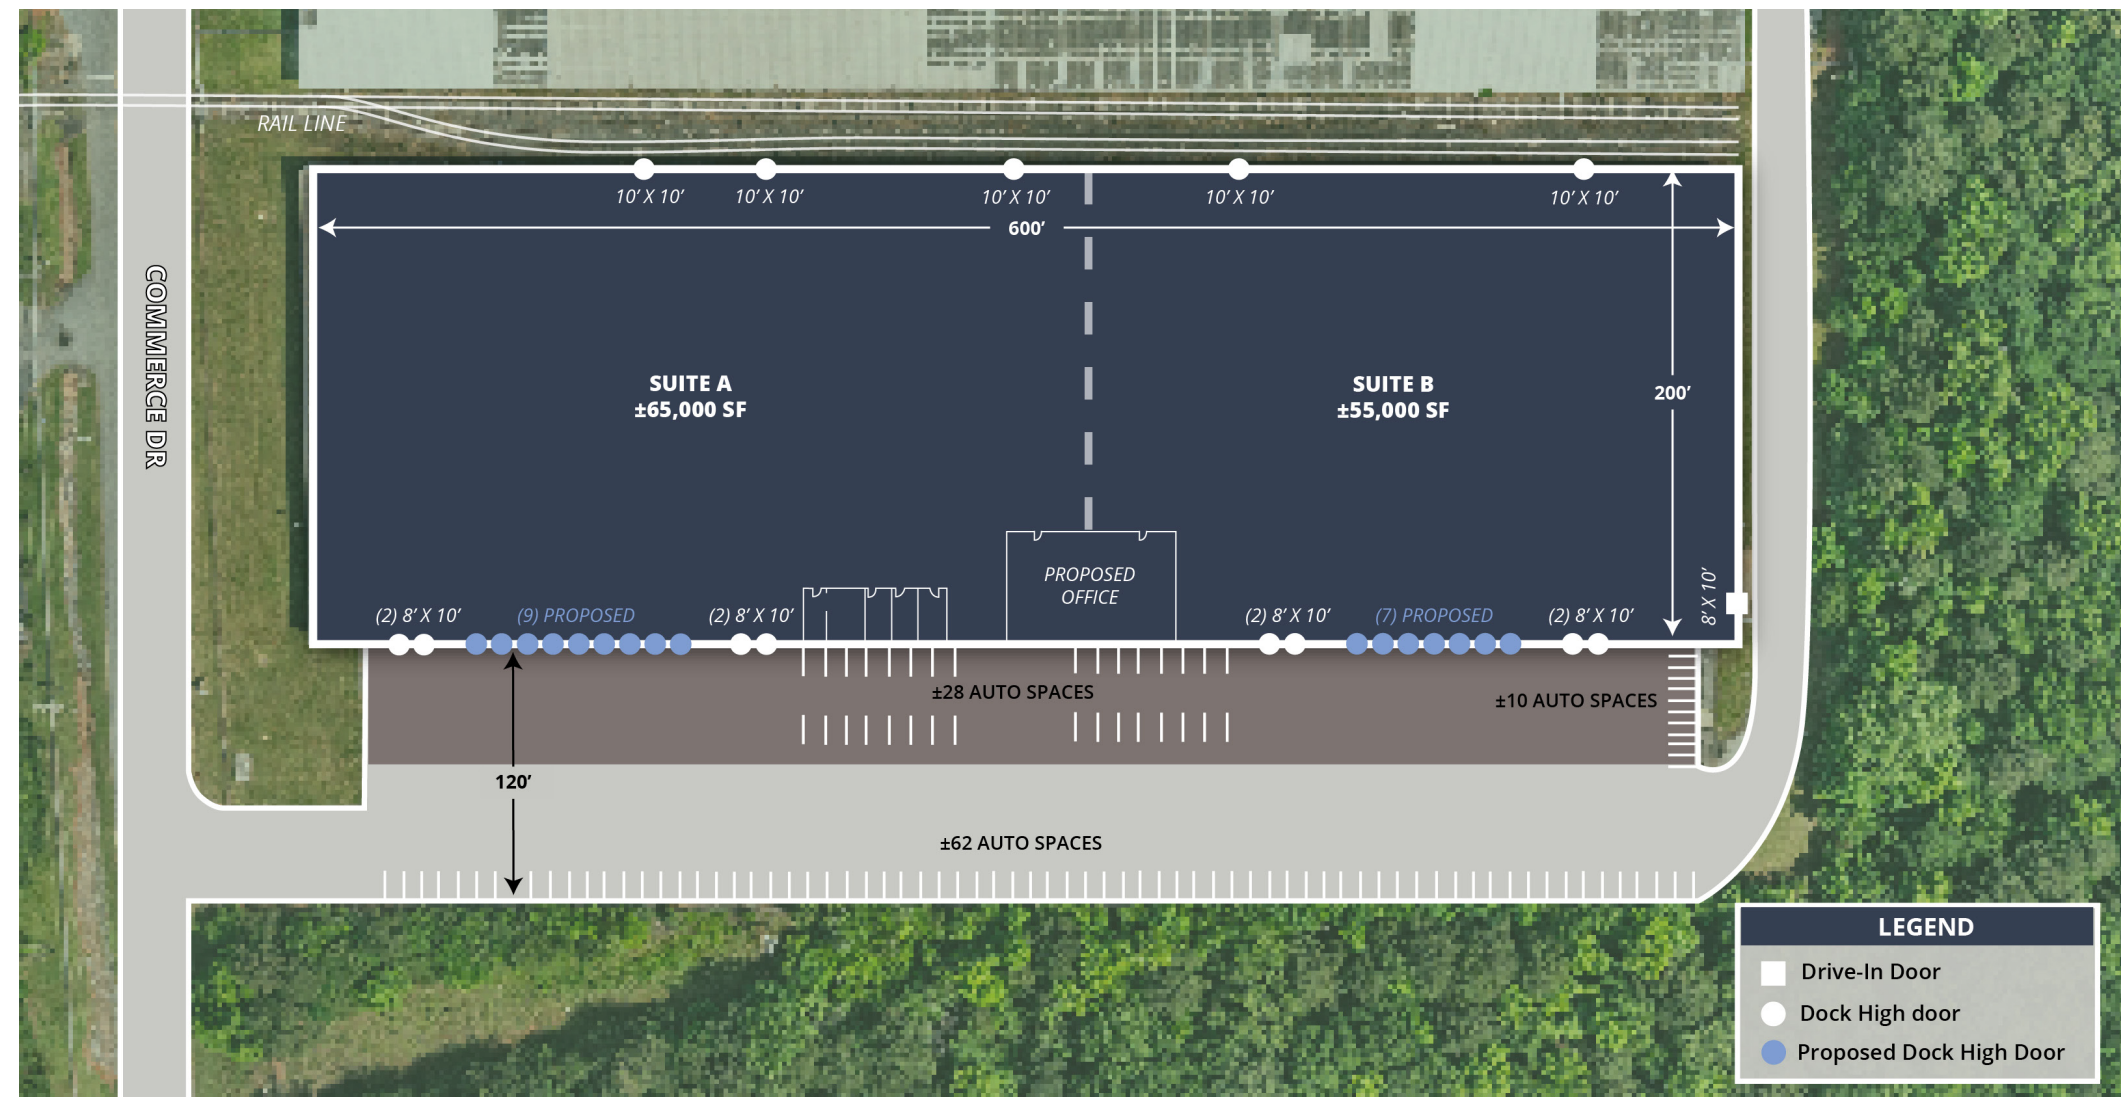 RAIL LINE
10’ X 10’
10’ X 10’
10’ X 10’
10’ X 10’
10’ X 10’
600’
COMMERCE DR
SUITE A
±65,000 SF
SUITE B
±55,000 SF
200’
PROPOSED
OFFICE
8’ X 10’
(2) 8’ X 10’
(9) PROPOSED
(2) 8’ X 10’
(2) 8’ X 10’
(7) PROPOSED
(2) 8’ X 10’
±28 AUTO SPACES
±10 AUTO SPACES
120’
±62 AUTO SPACES
LEGEND
Drive-In Door
Dock High door
Proposed Dock High Door